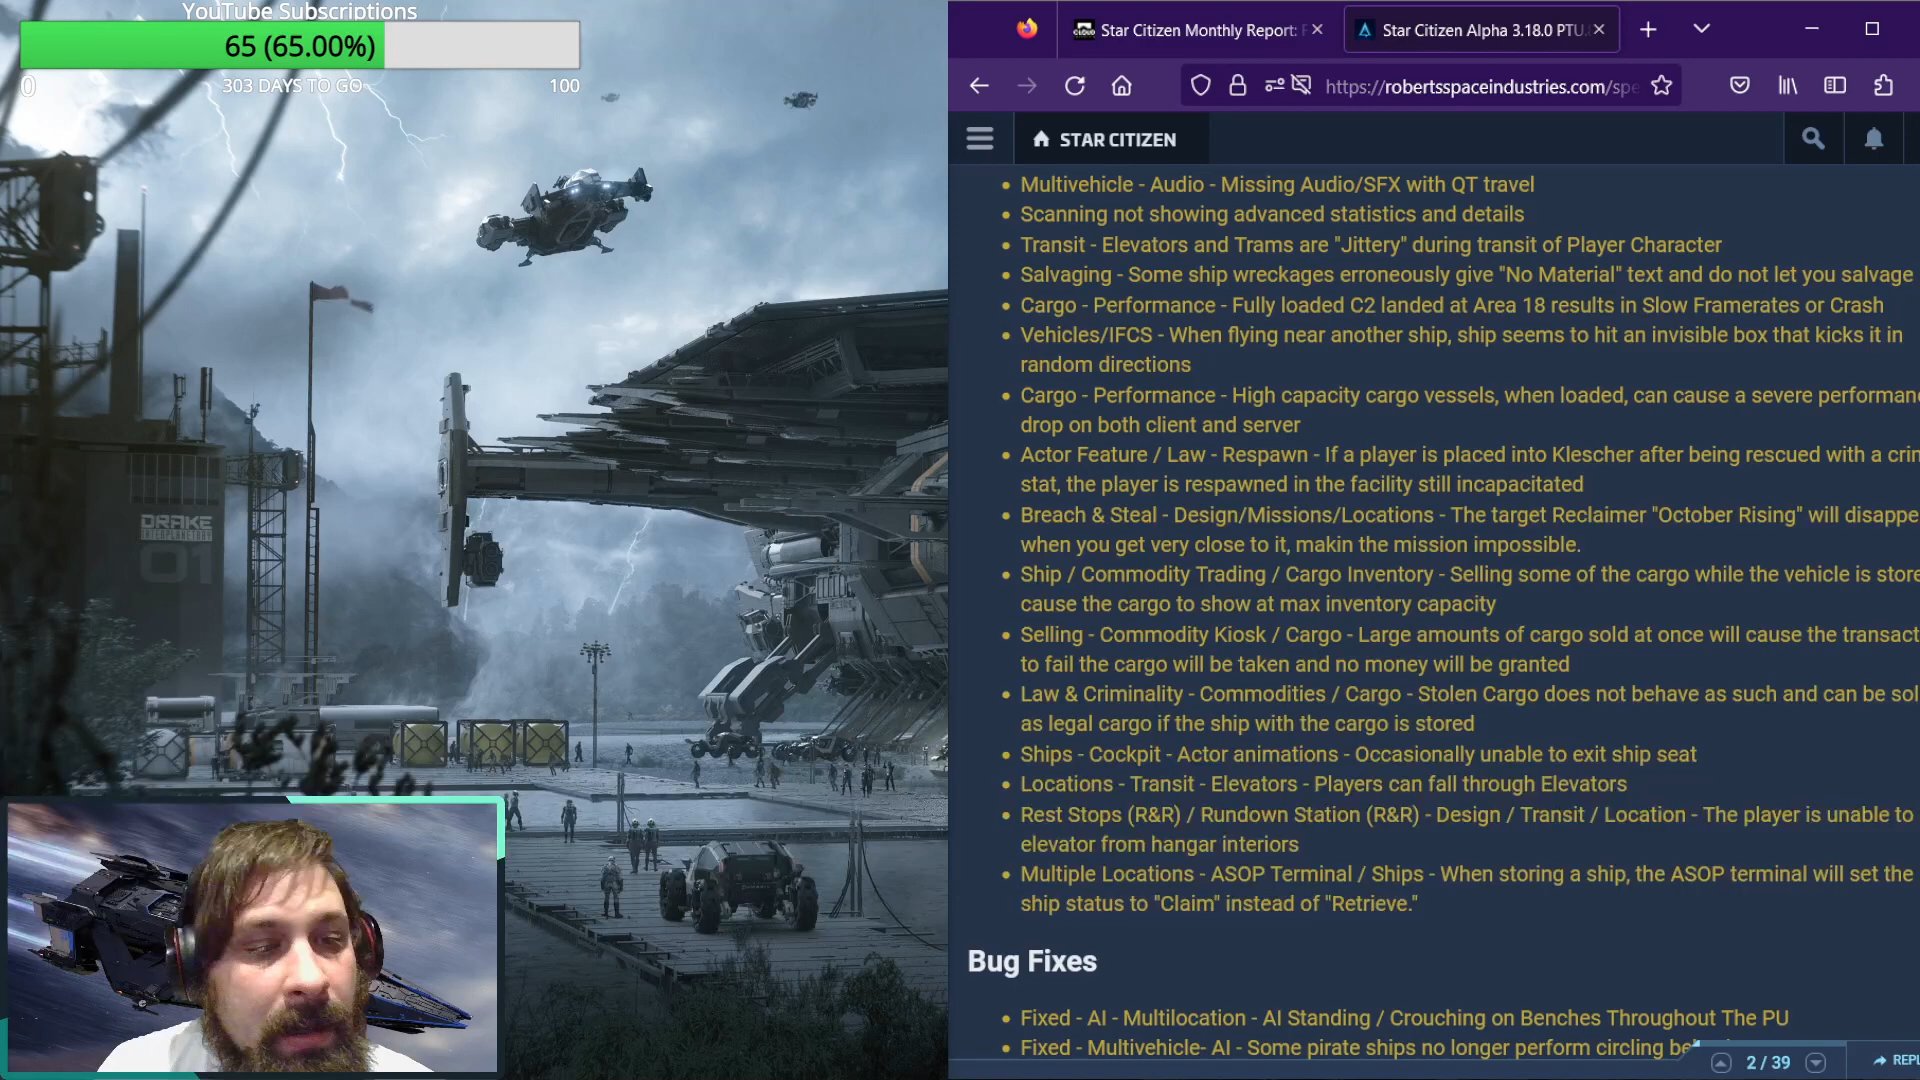 YouTube Subscriptions
65 (65.00%)
0
303 DAYS TO GO
100
DRAKE
INTERPLANETARY
01
Star Citizen Monthly Report:
Star Citizen Alpha 3.18.0 PTU
https://robertsspaceindustries.com/spe
STAR CITIZEN
Multivehicle - Audio - Missing Audio/SFX with QT travel
Scanning not showing advanced statistics and details
Transit - Elevators and Trams are "Jittery" during transit of Player Character
Salvaging - Some ship wreckages erroneously give "No Material" text and do not let you salvage
Cargo - Performance - Fully loaded C2 landed at Area 18 results in Slow Framerates or Crash
Vehicles/IFCS - When flying near another ship, ship seems to hit an invisible box that kicks it in
random directions
Cargo - Performance - High capacity cargo vessels, when loaded, can cause a severe performan
drop on both client and server
Actor Feature / Law - Respawn - If a player is placed into Klescher after being rescued with a crim
stat, the player is respawned in the facility still incapacitated
Breach & Steal - Design/Missions/Locations - The target Reclaimer "October Rising" will disappe
when you get very close to it, makin the mission impossible.
Ship / Commodity Trading / Cargo Inventory - Selling some of the cargo while the vehicle is store
cause the cargo to show at max inventory capacity
Selling - Commodity Kiosk / Cargo - Large amounts of cargo sold at once will cause the transact
to fail the cargo will be taken and no money will be granted
Law & Criminality - Commodities / Cargo - Stolen Cargo does not behave as such and can be sol
as legal cargo if the ship with the cargo is stored
Ships - Cockpit - Actor animations - Occasionally unable to exit ship seat
Locations - Transit - Elevators - Players can fall through Elevators
Rest Stops (R&R) / Rundown Station (R&R) - Design / Transit / Location - The player is unable to
elevator from hangar interiors
Multiple Locations - ASOP Terminal / Ships - When storing a ship, the ASOP terminal will set the
ship status to "Claim" instead of "Retrieve."
Bug Fixes
Fixed - AI - Multilocation - AI Standing / Crouching on Benches Throughout The PU
Fixed - Multivehicle- AI - Some pirate ships no longer perform circling
2 / 39
REPL